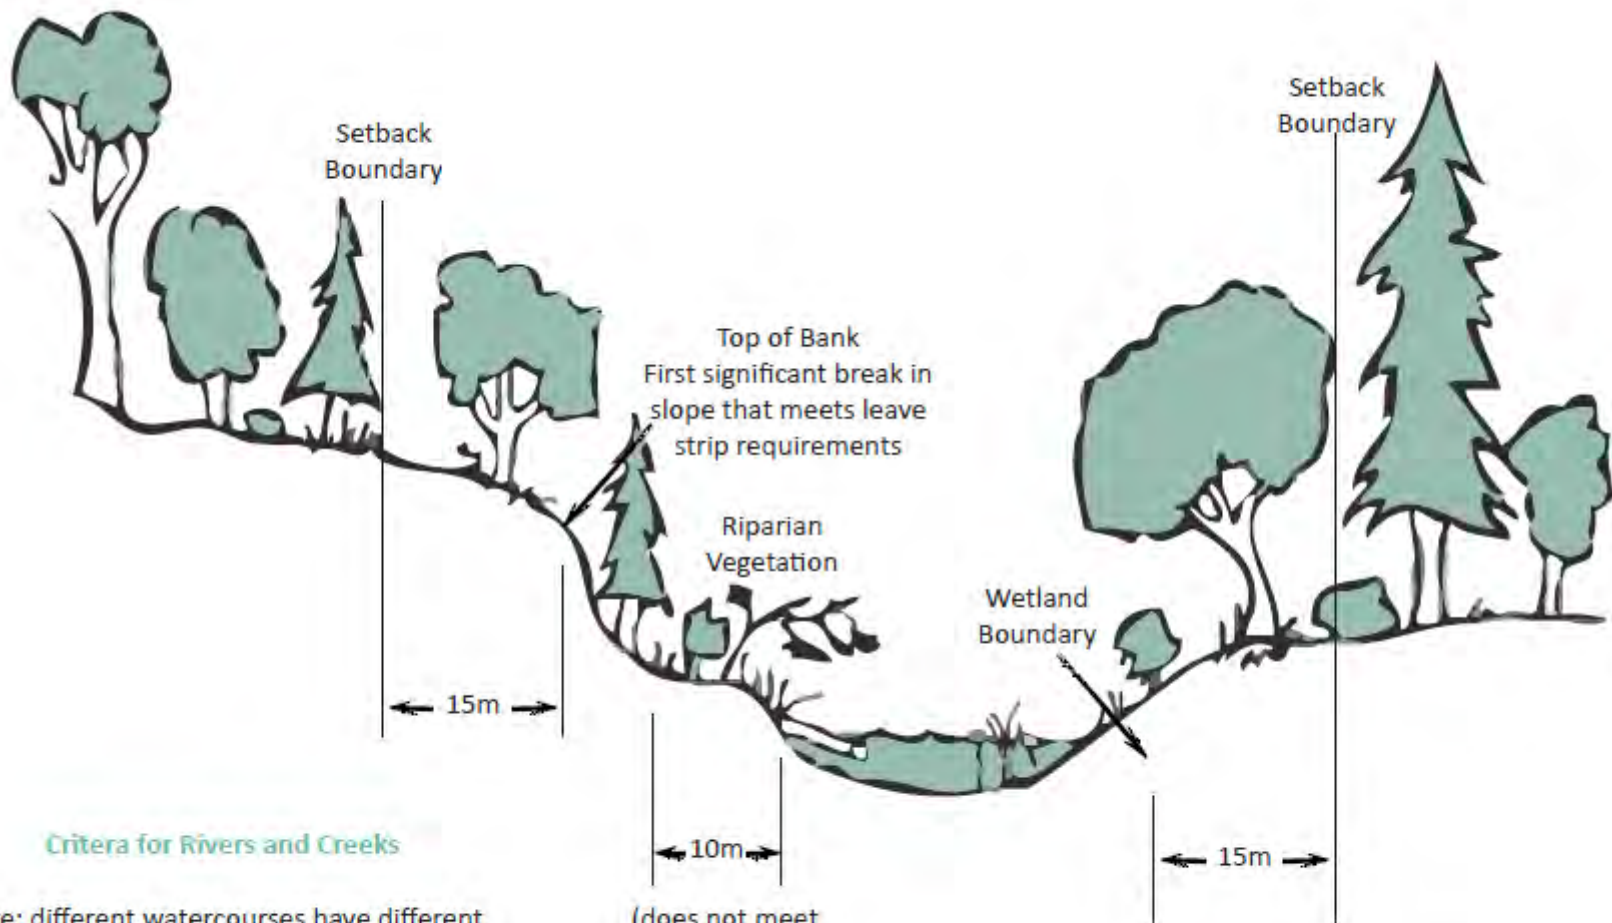 Setback
Boundary
Setback
Boundary
Top of Bank
First significant break in
slope that meets leave
strip requirements
Riparian
Vegetation
Wetland
Boundary
15m
10m
15m
Critera for Rivers and Creeks
different watercourses have different
(does not meet